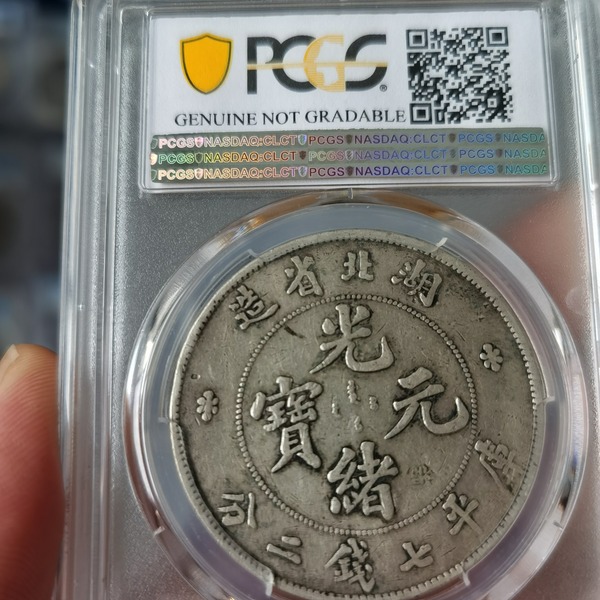 PCGS
GENUINE NOT GRADABLE
PCGS NASDAQ:CLCT PCGS NASDAQ:CLCT PCGS NASDA
PCGS NASDAQ:CLCT PCGS NASDAQ:CLCT PCGS NASDA
PCGS NASDAQ:CLCT PCGS NASDAQ:CLCT PCGS NASDA
湖北省造
光緒元寶
庫平七錢二分